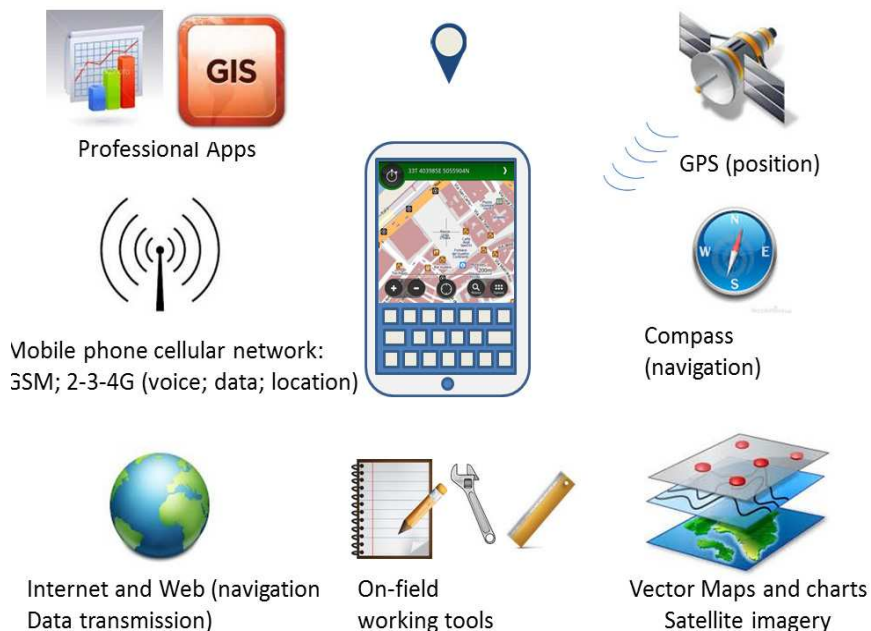 GIS
Professional Apps
GPS (position)
N
W E
S
Mobile phone cellular network:
GSM; 2-3-4G (voice; data; location)
Compass
(navigation)
200m
Internet and Web (navigation
Data transmission)
On-field
working tools
Vector Maps and charts
Satellite imagery